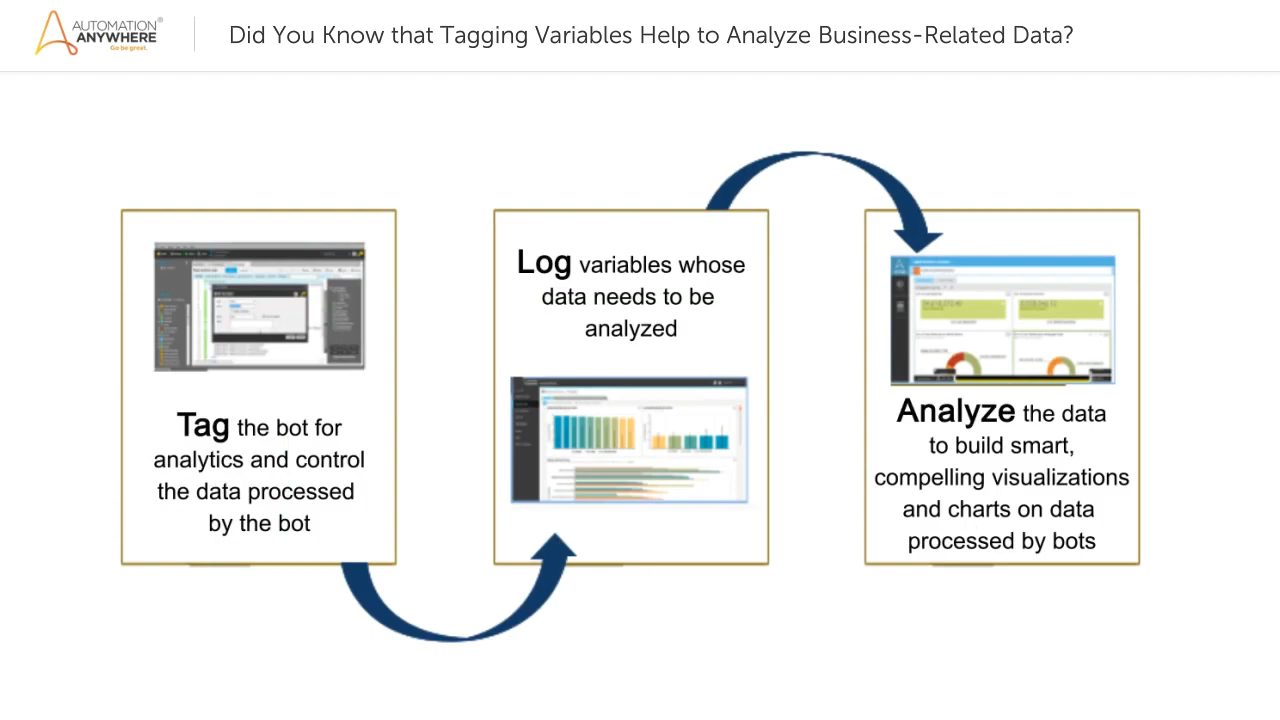 AUTOMATION
ANYWHERE
Go be great.
Did You Know that Tagging Variables Help to Analyze Business-Related Data?
Tag the bot for
analytics and control
the data processed
by the bot
Log variables whose
data needs to be
analyzed
Analyze the data
to build smart,
compelling visualizations
and charts on data
processed by bots